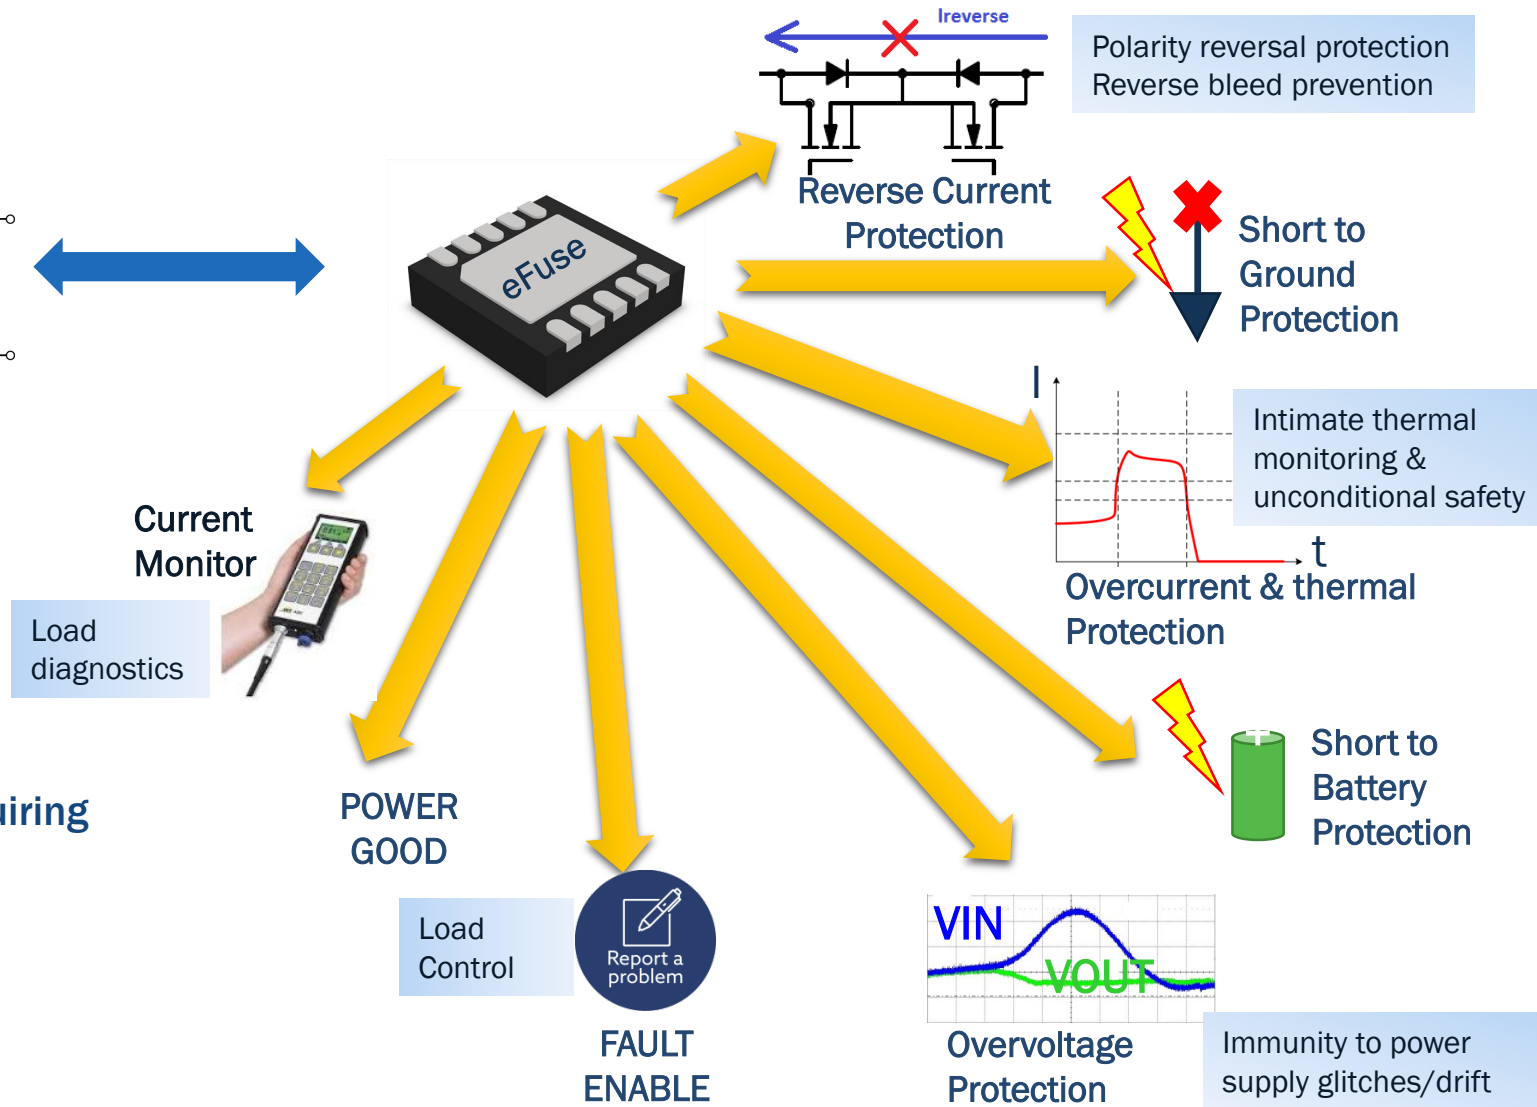 Ireverse
Polarity reversal protection
Reverse bleed prevention
Reverse Current
Protection
eFuse
Short to
Ground
Protection
I
Intimate thermal
monitoring &
unconditional safety
t
Overcurrent & thermal
Protection
Current
Monitor
Load
diagnostics
Short to
Battery
Protection
uiring
POWER
GOOD
Load
Control
Report a
problem
FAULT
ENABLE
VIN
VOUT
Overvoltage
Protection
Immunity to power
supply glitches/drift